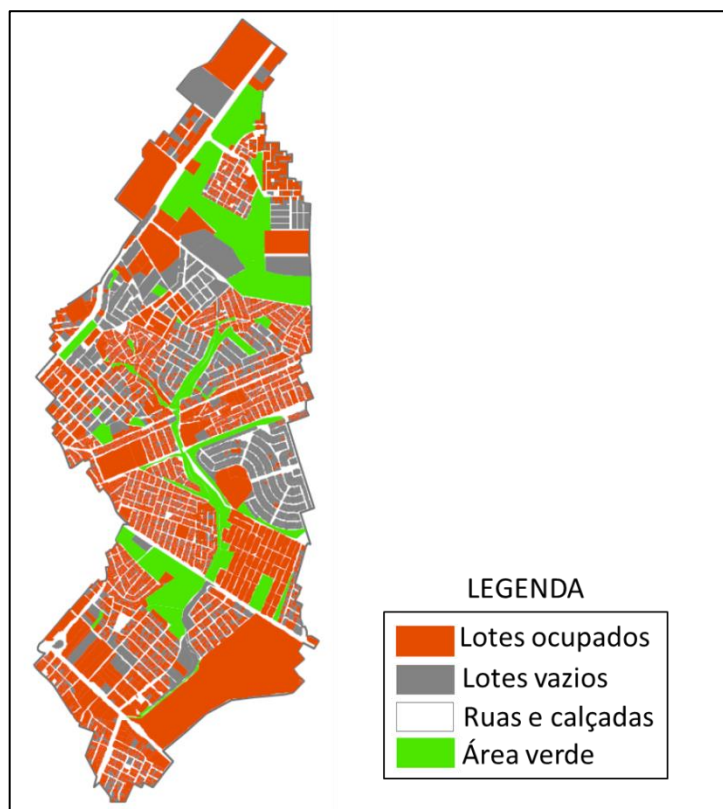 LEGENDA
Lotes ocupados
Lotes vazios
Ruas e calçadas
Área verde